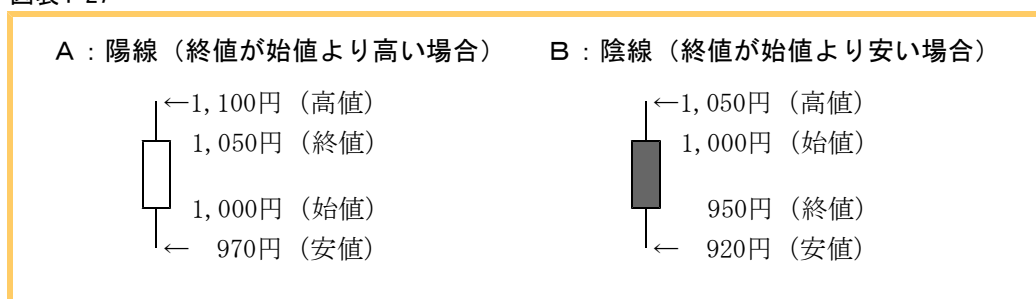 A：陽線（終値が始値より高い場合）
←1,100円（高値）
1,050円（終値）
1,000円（始値）
← 970円（安値）
B：陰線（終値が始値より安い場合）
←1,050円（高値）
1,000円（始値）
950円（終値）
← 920円（安値）